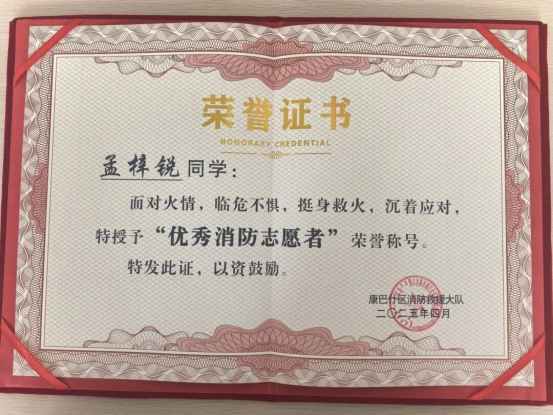 荣誉证书
HONORARY CREDENTIAL
孟梓锐同学：
面对火情，临危不惧，挺身救火，沉着应对，
特授予“优秀消防志愿者”荣誉称号。
特发此证，以资鼓励。
康巴什区消防救援大队
二〇二五年四月